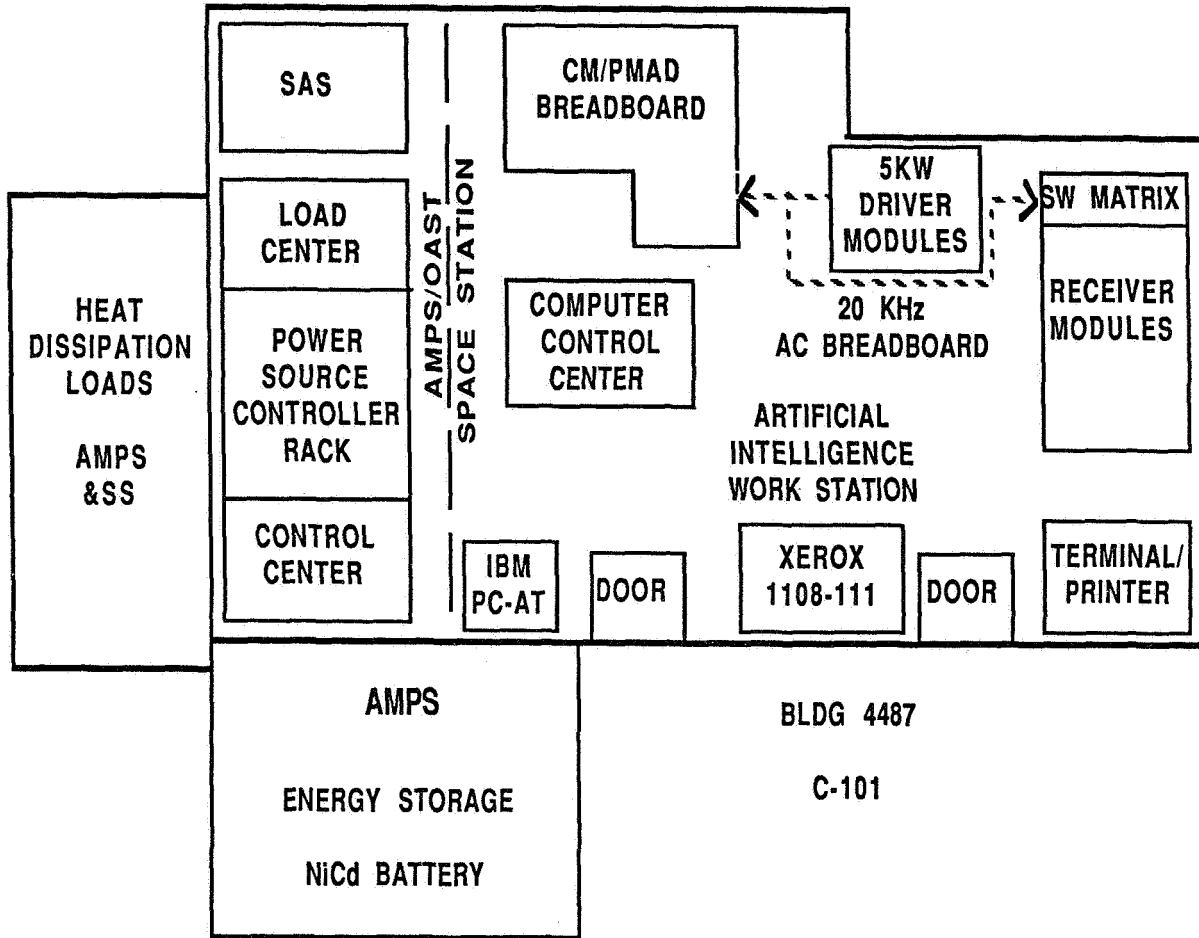 SAS
LOAD
CENTER
POWER
SOURCE
CONTROLLER
RACK
CONTROL
CENTER
HEAT
DISSIPATION
LOADS
AMPS
&SS
AMPS/OAST
SPACE STATION
CM/PMAD
BREADBOARD
5KW
DRIVER
MODULES
SW MATRIX
RECEIVER
MODULES
20 KHz
AC BREADBOARD
COMPUTER
CONTROL
CENTER
ARTIFICIAL
INTELLIGENCE
WORK STATION
IBM
PC-AT
DOOR
XEROX
1108-111
DOOR
TERMINAL/
PRINTER
AMPS
ENERGY STORAGE
NiCd BATTERY
BLDG 4487
C-101